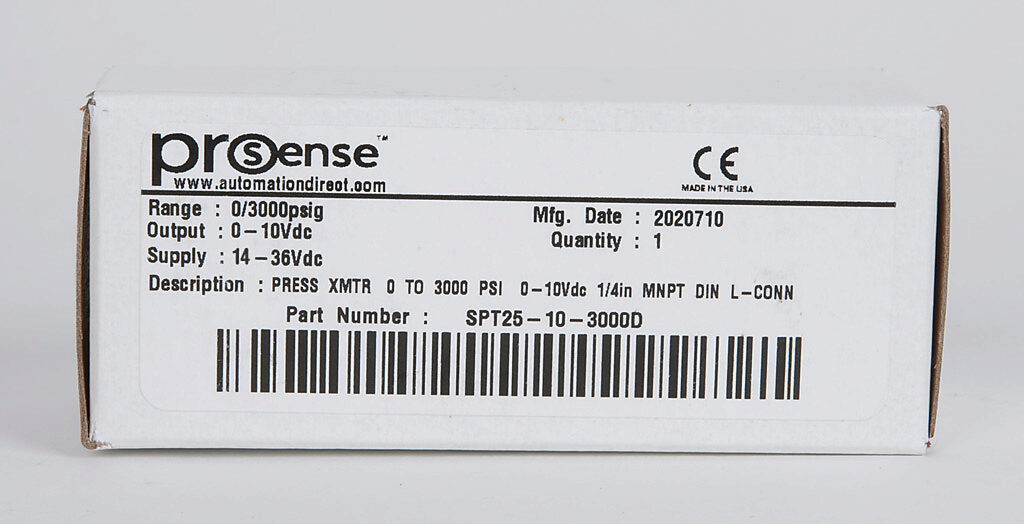 prosense™
www.automationdirect.com
CE
MADE IN THE USA
Range : 0/3000psig
Mfg. Date : 2020710
Output : 0-10Vdc
Quantity : 1
Supply : 14-36Vdc
Description : PRESS XMTR 0 TO 3000 PSI 0-10Vdc 1/4in MNPT DIN L-CONN
Part Number : SPT25-10-3000D